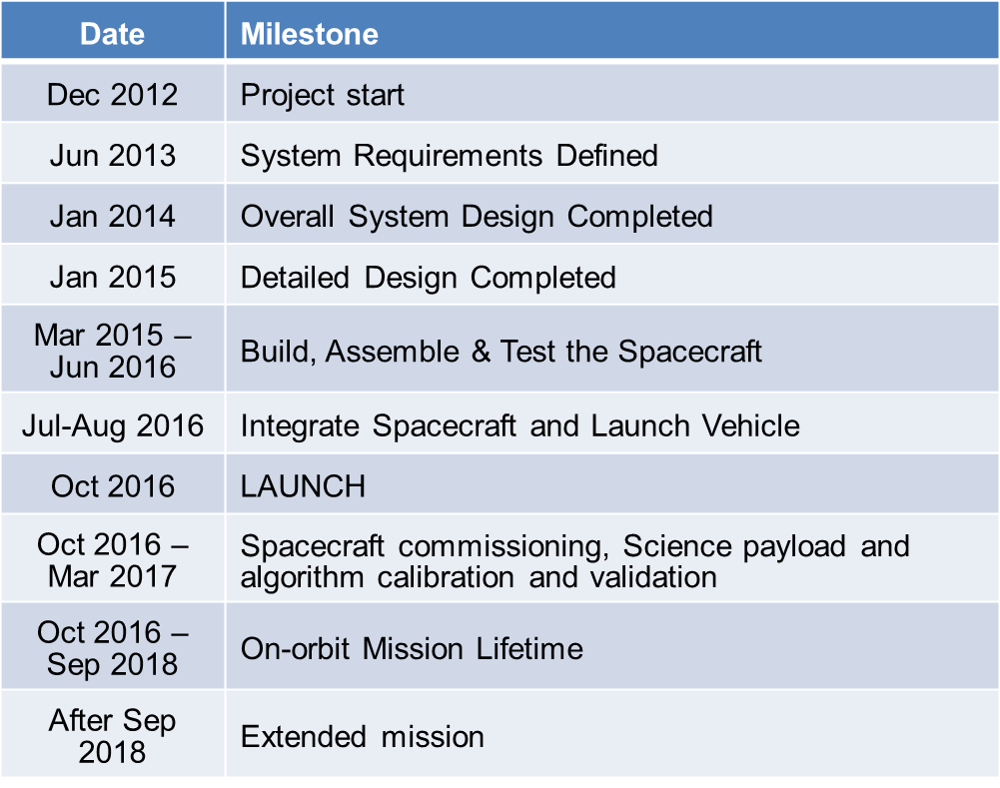 Date Milestone
Dec 2012 Project start
Jun 2013 System Requirements Defined
Jan 2014 Overall System Design Completed
Jan 2015 Detailed Design Completed
Mar 2015 –
Jun 2016
Build, Assemble & Test the Spacecraft
Jul-Aug 2016 Integrate Spacecraft and Launch Vehicle
Oct 2016 LAUNCH
Oct 2016 –
Mar 2017
Spacecraft commissioning, Science payload and
algorithm calibration and validation
Oct 2016 –
Sep 2018
On-orbit Mission Lifetime
After Sep
2018
Extended mission